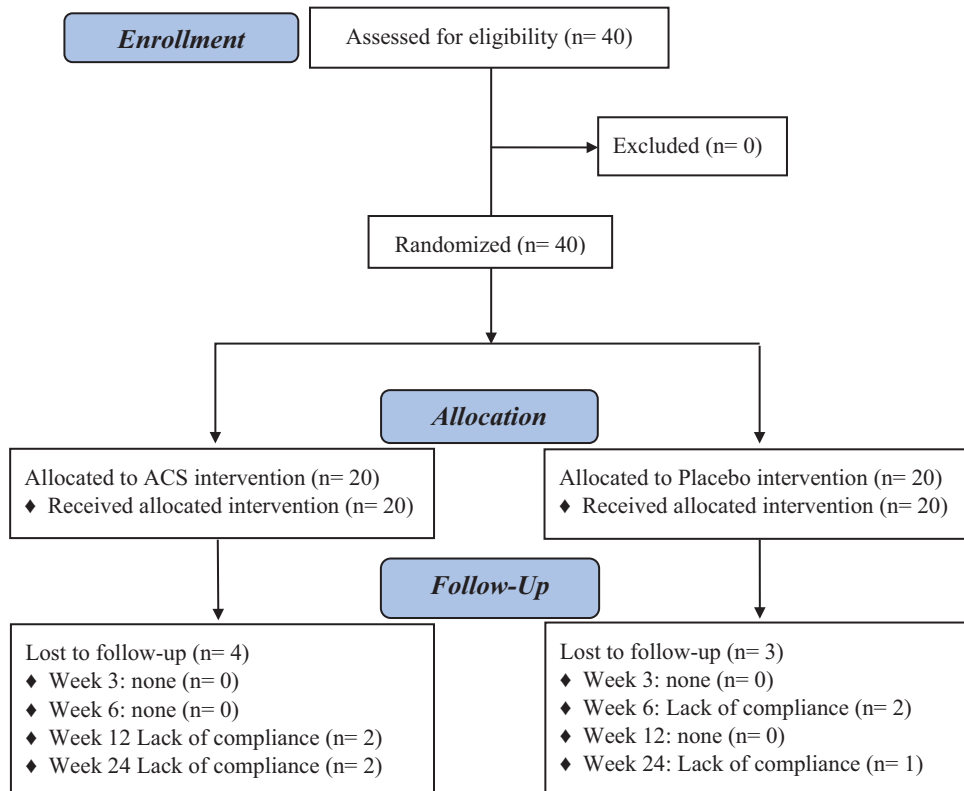 Enrollment
Assessed for eligibility (n= 40)
Excluded (n= 0)
Randomized (n= 40)
Allocation
Allocated to ACS intervention (n= 20)
♦ Received allocated intervention (n= 20)
Allocated to Placebo intervention (n= 20)
♦ Received allocated intervention (n= 20)
Follow-Up
Lost to follow-up (n= 4)
♦ Week 3: none (n= 0)
♦ Week 6: none (n= 0)
♦ Week 12 Lack of compliance (n= 2)
♦ Week 24 Lack of compliance (n= 2)
Lost to follow-up (n= 3)
♦ Week 3: none (n= 0)
♦ Week 6: Lack of compliance (n= 2)
♦ Week 12: none (n= 0)
♦ Week 24: Lack of compliance (n= 1)